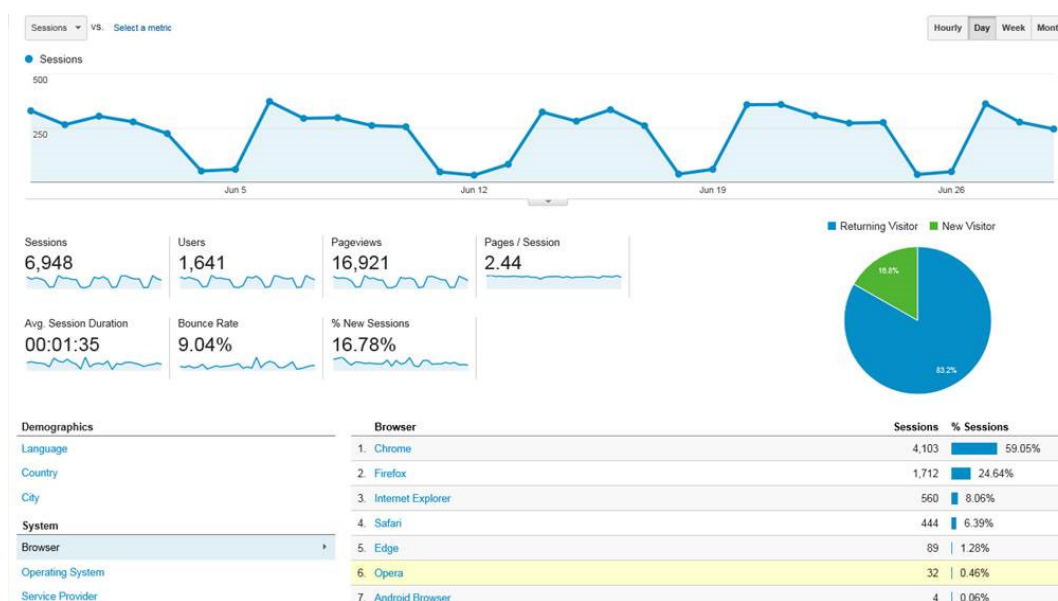 Sessions VS. Select a metric
Hourly Day Week Mont
Sessions
500
250
Jun 5 Jun 12 Jun 19 Jun 26
Returning Visitor New Visitor
16.8%
83.2%
Sessions Users Pageviews Pages / Session
6,948 1,641 16,921 2.44
Avg. Session Duration Bounce Rate % New Sessions
00:01:35 9.04% 16.78%
Demographics
Language
Country
City
System
Browser
Operating System
Service Provider
Browser Sessions % Sessions
1. Chrome 4,103 59.05%
2. Firefox 1,712 24.64%
3. Internet Explorer 560 8.06%
4. Safari 444 6.39%
5. Edge 89 1.28%
6. Opera 32 0.46%
7. Android Browser 4 0.06%